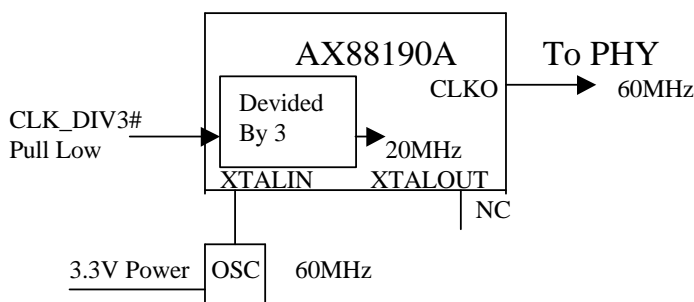 AX88190A
To PHY
CLKO
60MHz
Devided
By 3
CLK_DIV3#
Pull Low
20MHz
XTALIN
XTALOUT
NC
3.3V Power
OSC
60MHz